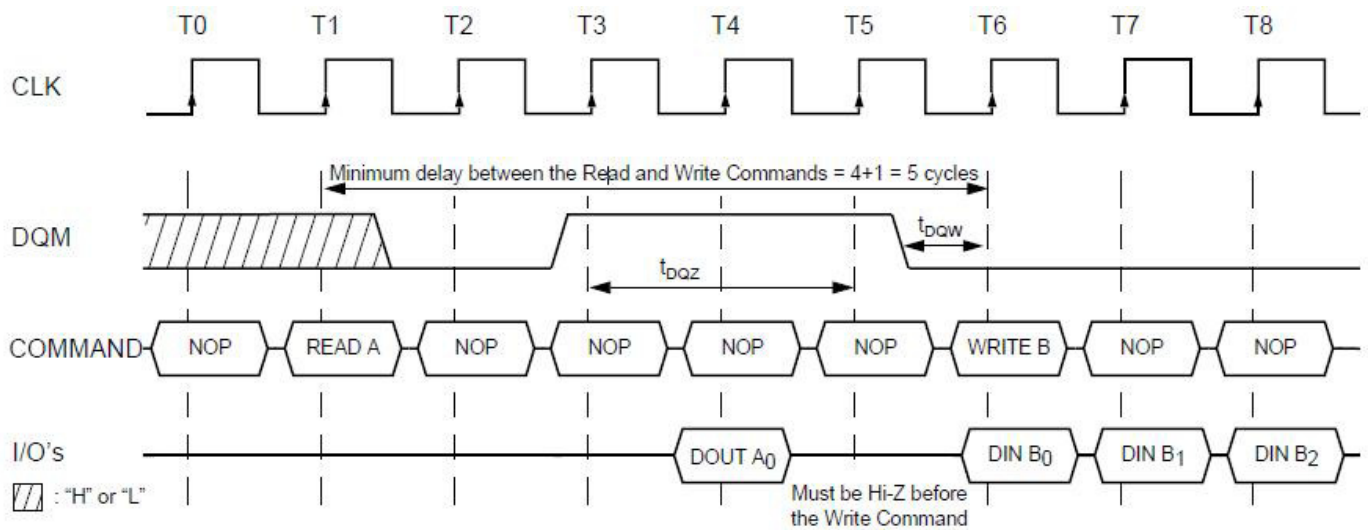 T0 T1 T2 T3 T4 T5 T6 T7 T8
CLK
Minimum delay between the Read and Write Commands = 4+1 = 5 cycles
DQM
tDQW
tDQZ
COMMAND NOP READ A NOP NOP NOP NOP WRITE B NOP NOP
I/O's DOUT A0 DIN B0 DIN B1 DIN B2
: "H" or "L"
Must be Hi-Z before
the Write Command